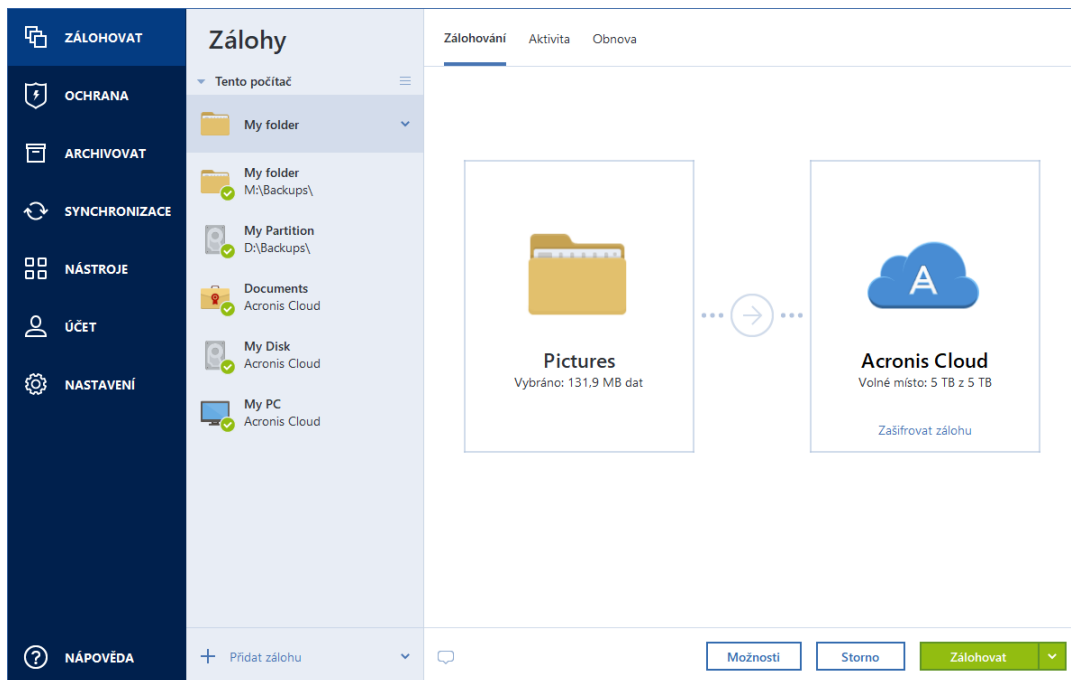 ZÁLOHOVAT
OCHRANA
ARCHIVOVAT
SYNCHRONIZACE
NÁSTROJE
ÚČET
NASTAVENÍ
NÁPOVĚDA
Zálohy
Tento počítač
My folder
My folder
M:\Backups\
My Partition
D:\Backups\
Documents
Acronis Cloud
My Disk
Acronis Cloud
My PC
Acronis Cloud
Přidat zálohu
Zálohování Aktivita Obnova
Pictures
Vybráno: 131,9 MB dat
Acronis Cloud
Volné místo: 5 TB z 5 TB
Zašifrovat zálohu
Možnosti Storno Zálohovat